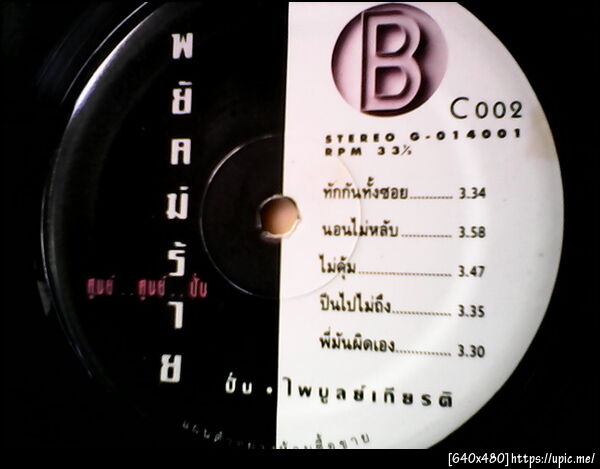 พยัคฆ์ร้าย
ศูนย์..ศูนย์..ปั่น
B
C 002
STEREO G-014001
RPM 33⅓
ทักกันทั้งซอย........... 3.34
นอนไม่หลับ............. 3.58
ไม่คุ้ม...................... 3.47
ปีนไปไม่ถึง.............. 3.35
พี่มันผิดเอง.............. 3.30
ปั่น • ไพบูลย์เกียรติ
[640x480]https://upic.me/